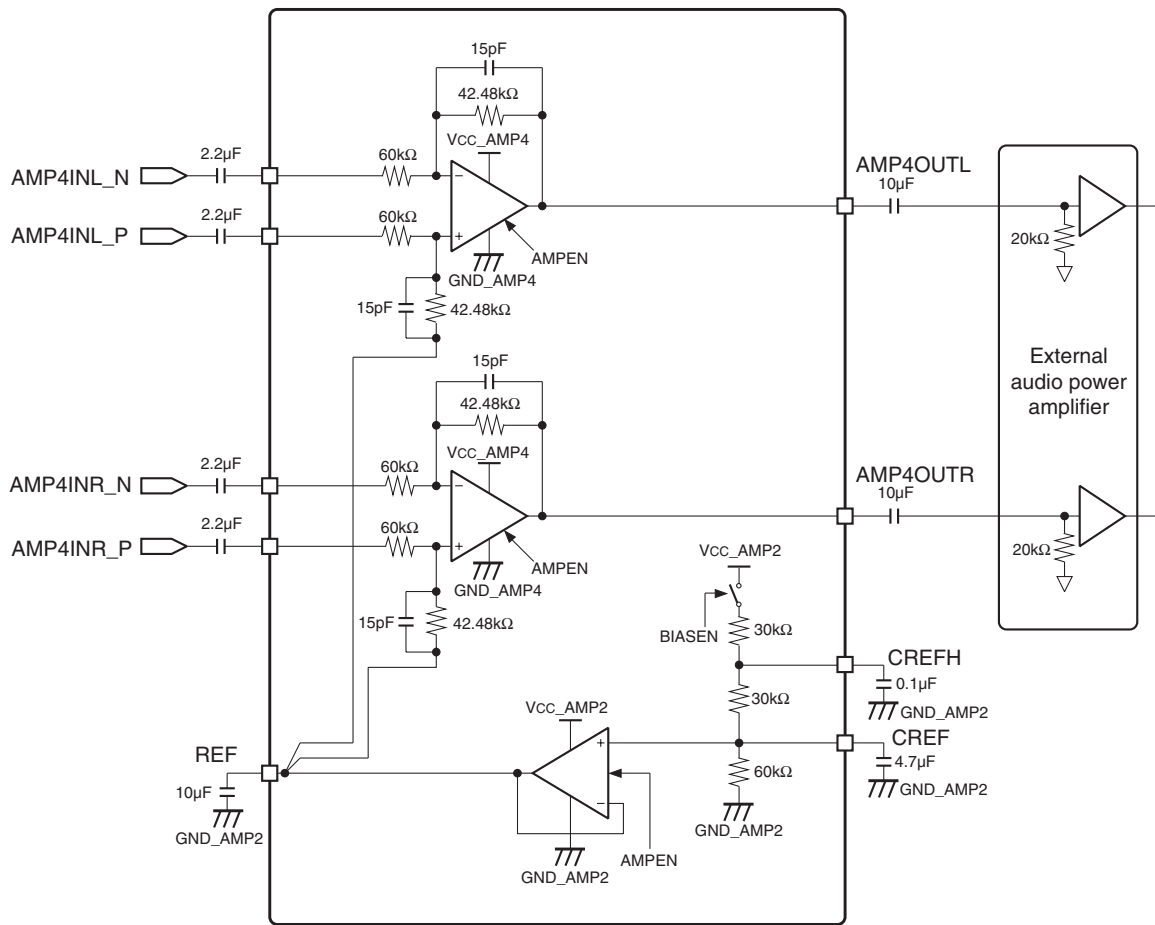 15pF
42.48kΩ
VCC_AMP4
AMP4INL_N
2.2μF
60kΩ
−
AMP4OUTL
10μF
AMP4INL_P
2.2μF
60kΩ
+
AMPEN
GND_AMP4
20kΩ
15pF
42.48kΩ
External
audio power
amplifier
15pF
42.48kΩ
VCC_AMP4
AMP4INR_N
2.2μF
60kΩ
−
AMP4OUTR
10μF
AMP4INR_P
2.2μF
60kΩ
+
AMPEN
GND_AMP4
20kΩ
15pF
42.48kΩ
VCC_AMP2
BIASEN
30kΩ
CREFH
0.1μF
GND_AMP2
30kΩ
CREF
4.7μF
GND_AMP2
60kΩ
GND_AMP2
VCC_AMP2
+
−
AMPEN
GND_AMP2
REF
10μF
GND_AMP2